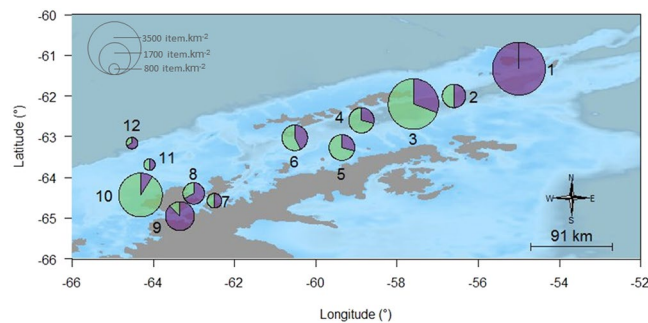 -60
-61
-62
-63
-64
-65
-66
Latitude (°)
3500 item.km-2
1700 item.km-2
800 item.km-2
1
2
3
4
5
6
7
8
9
10
11
12
N
W E
S
91 km
-66 -64 -62 -60 -58 -56 -54 -52
Longitude (°)